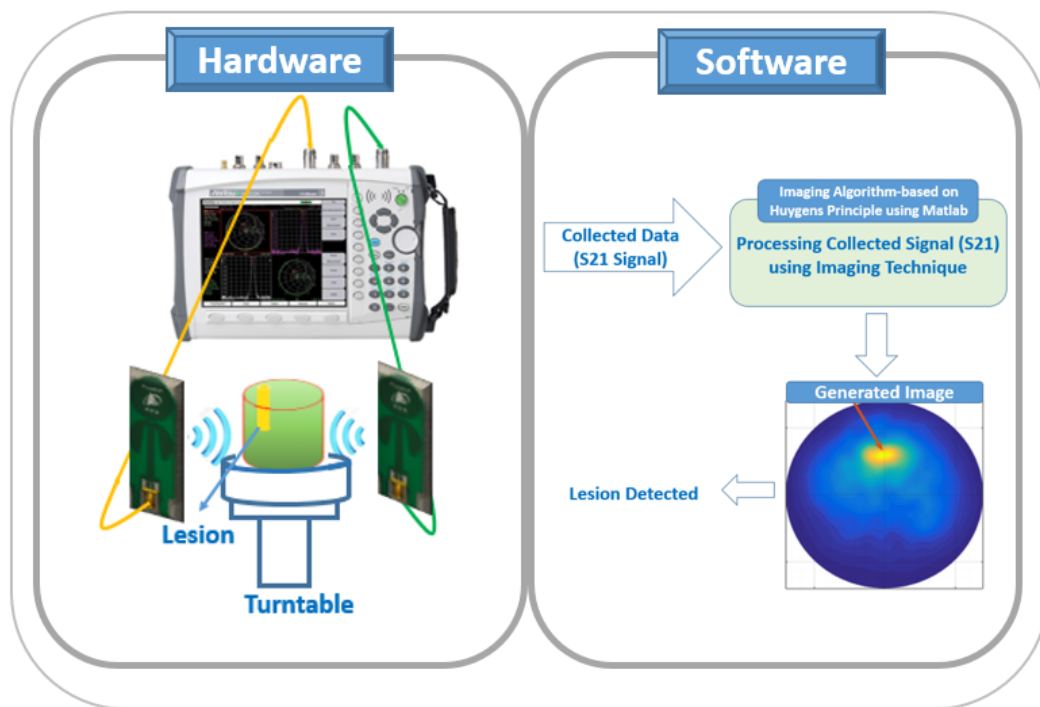 Hardware
Software
Lesion
Turntable
Collected Data
(S21 Signal)
Imaging Algorithm-based on
Huygens Principle using Matlab
Processing Collected Signal (S21)
using Imaging Technique
Generated Image
Lesion Detected